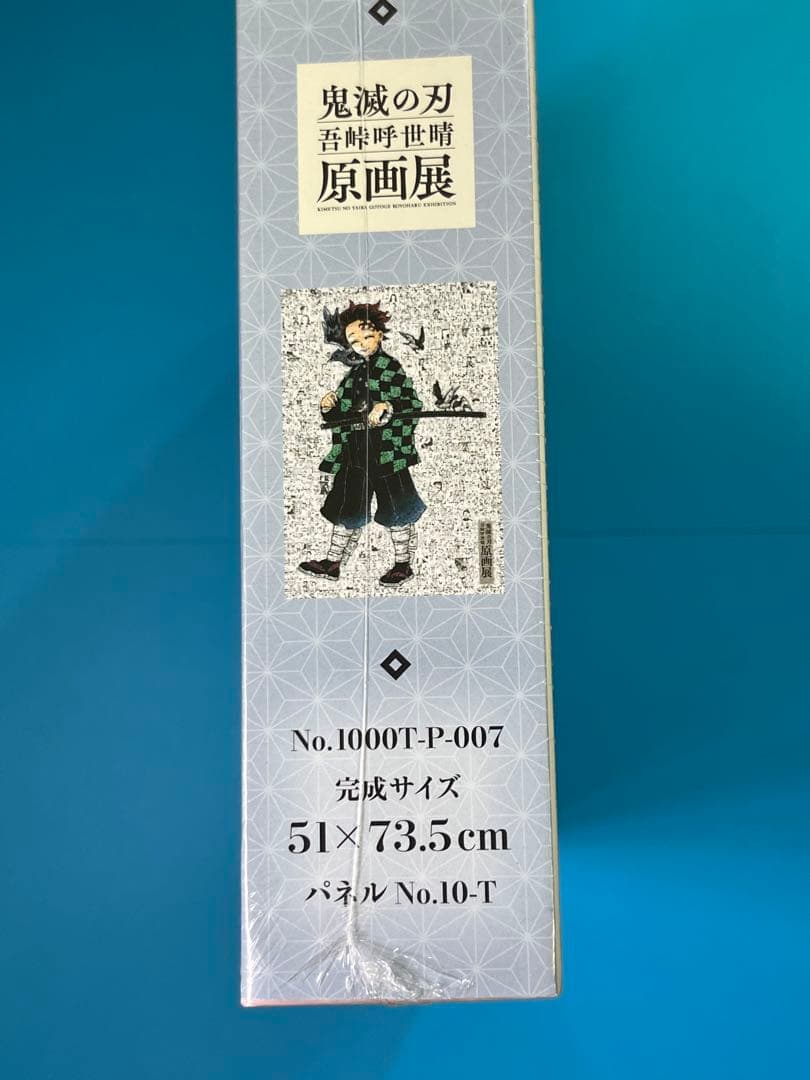 鬼滅の刃
吾峠呼世晴
原画展
KIMETSU NO YAIBA GOTOGE KOYOHARU EXHIBITION
原画展
No.1000T-P-007
完成サイズ
51×73.5cm
パネル No.10-T